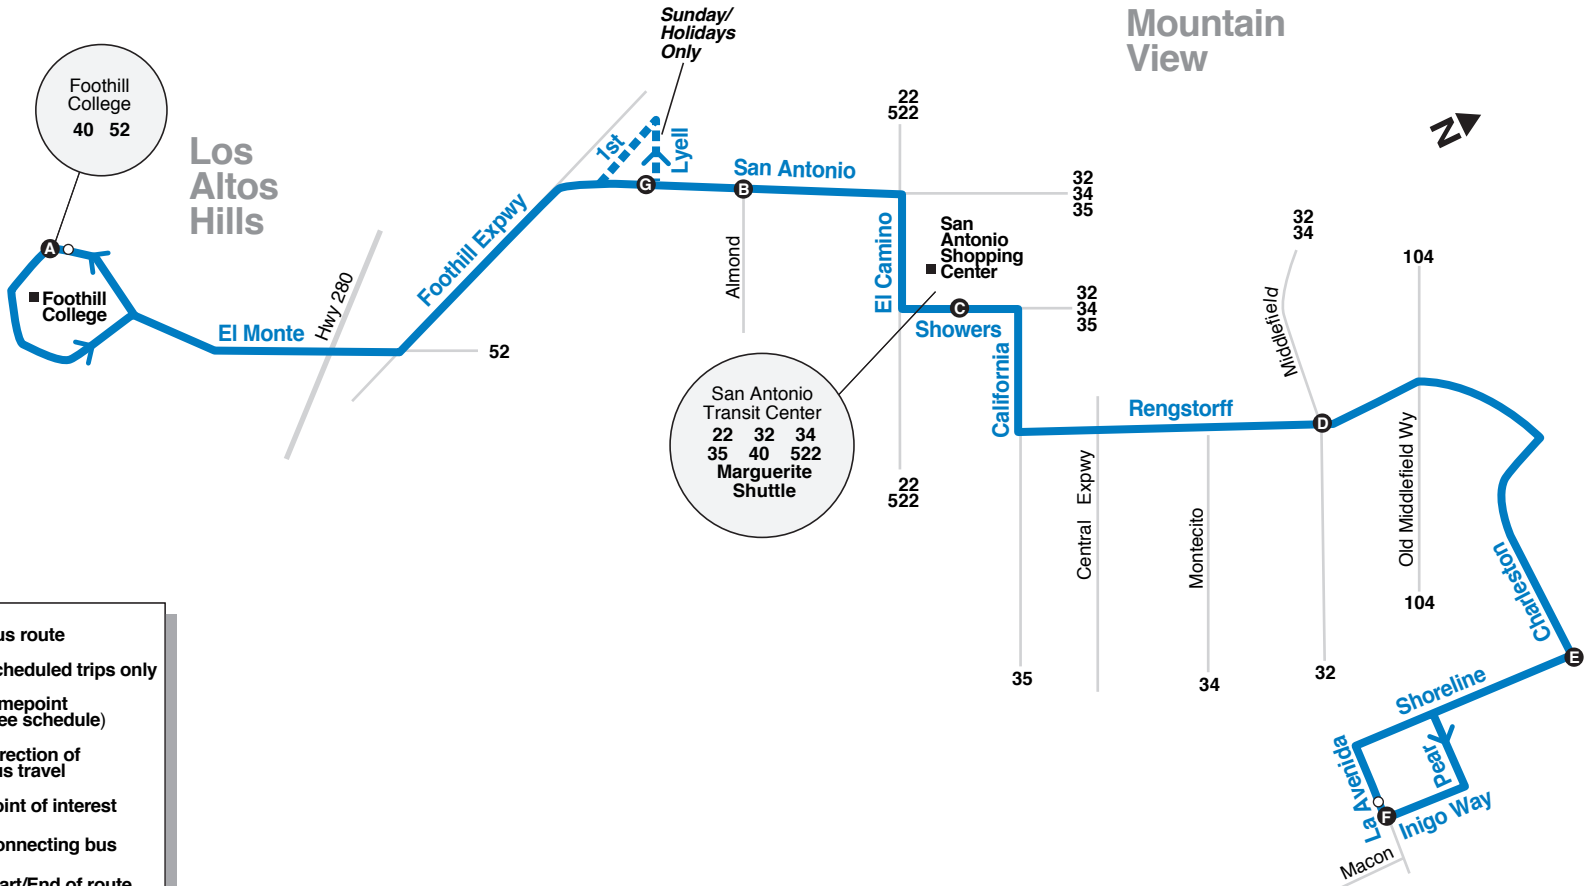 Sunday/
Holidays
Only
Mountain
View
Foothill
College
40 52
Los
Altos
Hills
22
522
N
1st
Lyell
San Antonio
G
B
32
34
35
A
Foothill Expwy
Almond
El Camino
San
Antonio
Shopping
Center
32
34
104
Foothill
College
Hwy 280
El Monte
52
C
Showers
32
34
35
Middlefield
San Antonio
Transit Center
22 32 34
35 40 522
Marguerite
Shuttle
California
Rengstorff
D
22
522
Central Expwy
Montecito
Old Middlefield Wy
Charleston
104
35
34
32
E
Shoreline
La Avenida
Pear
F
Inigo Way
Macon
us route
cheduled trips only
mepoint
ee schedule)
rection of
us travel
oint of interest
onnecting bus
art/End of route